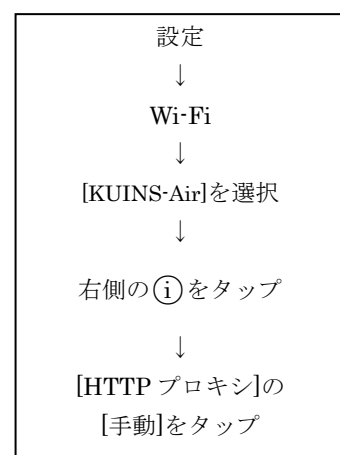 設定
↓
Wi-Fi
↓
[KUINS-Air]を選択
↓
右側のⓘをタップ
↓
[HTTP プロキシ]の
[手動]をタップ